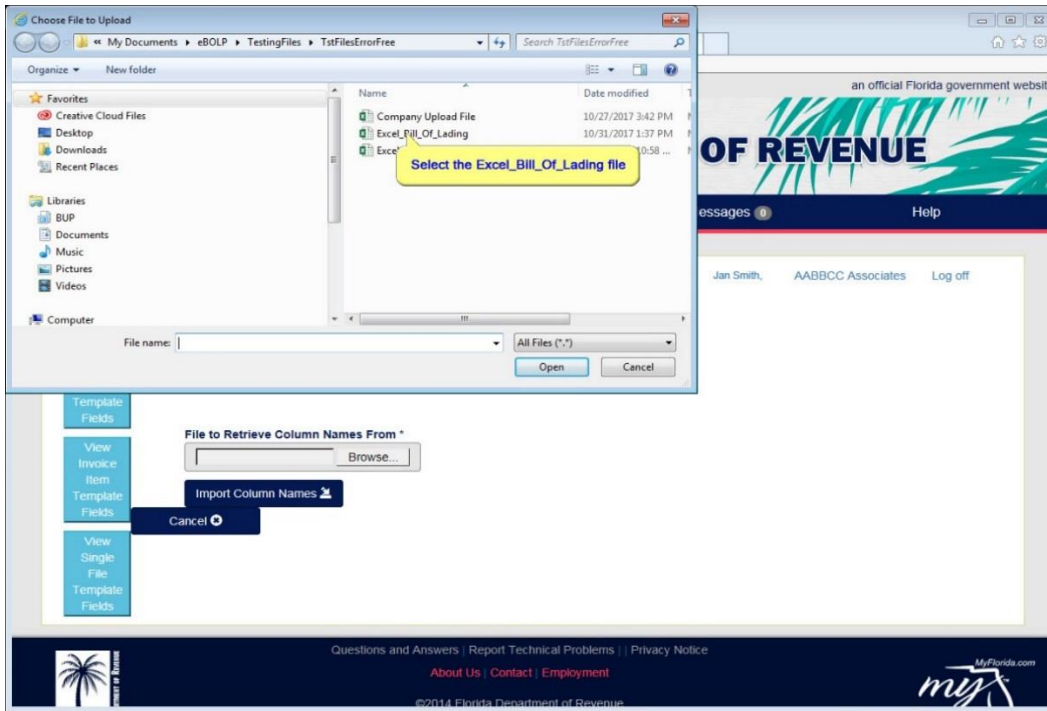 Choose File to Upload
« My Documents ▸ eBOLP ▸ TestingFiles ▸ TstFilesErrorFree
Search TstFilesErrorFree
Organize
New folder
Name
Date modified
Favorites
Creative Cloud Files
Desktop
Downloads
Recent Places
Libraries
BUP
Documents
Music
Pictures
Videos
Computer
Company Upload File 10/27/2017 3:42 PM
Excel_Bill_Of_Lading 10/31/2017 1:37 PM
Select the Excel_Bill_Of_Lading file
File name:
All Files (*.*)
Open
Cancel
an official Florida government websit
OF REVENUE
essages 0
Help
Jan Smith,
AABBCC Associates
Log off
Template
Fields
View
Invoice
Item
Template
Fields
View
Single
File
Template
Fields
File to Retrieve Column Names From *
Browse...
Import Column Names
Cancel
Questions and Answers | Report Technical Problems | | Privacy Notice
About Us | Contact | Employment
©2014 Florida Department of Revenue
MyFlorida.com
my